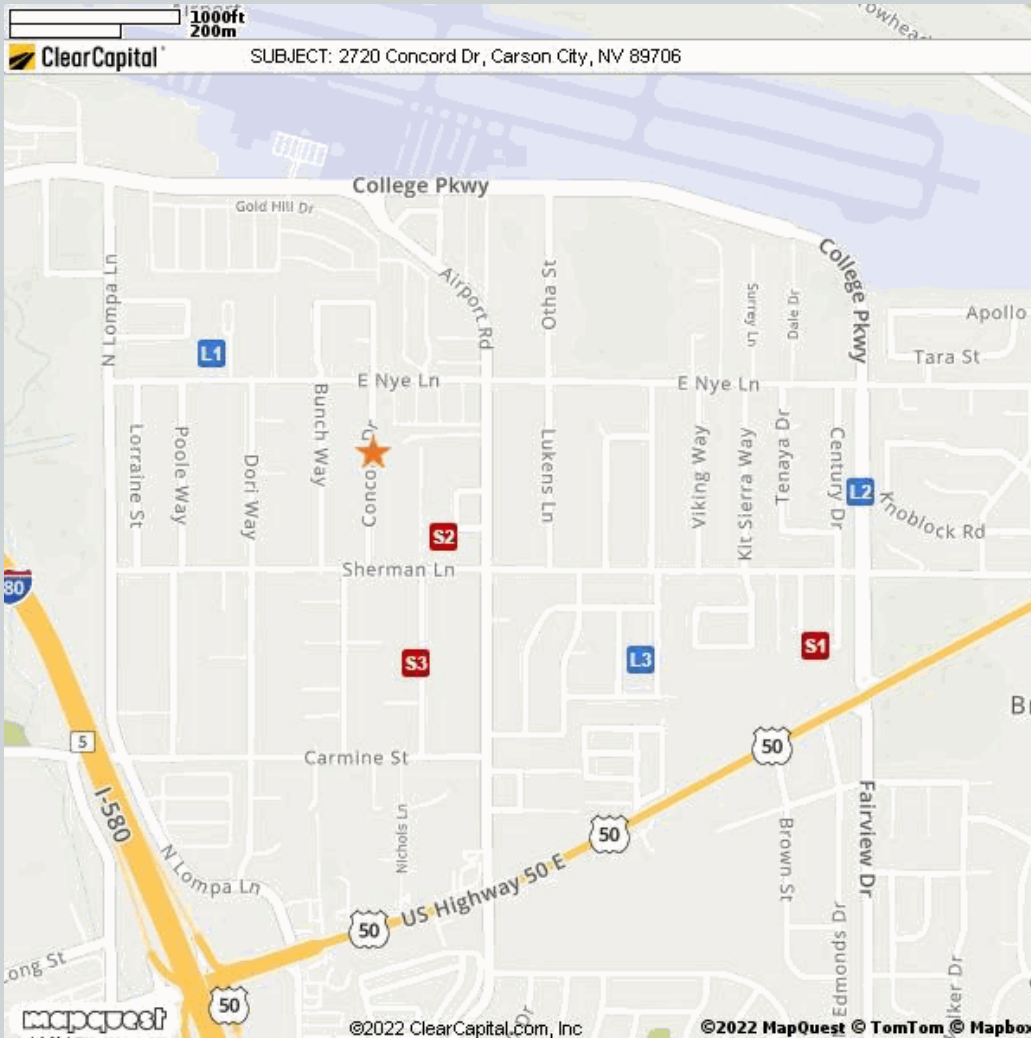 Airport
1000ft
200m
ClearCapital
SUBJECT: 2720 Concord Dr, Carson City, NV 89706
College Pkwy
Gold Hill Dr
N Lompa Ln
Airport Rd
Otha St
College Pkwy
Surrey Ln
Dale Dr
Apollo
L1
Tara St
E Nye Ln
E Nye Ln
Lorraine St
Poole Way
Dori Way
Bunch Way
Dr
Lukens Ln
Viking Way
Kit Sierra Way
Tenaya Dr
Century Dr
L2
Knoblock Rd
S2
Sherman Ln
80
S3
L3
S1
5
Carmine St
50
I-580
Nichols Ln
50
Brown St
Fairview Dr
N Lompa Ln
US Highway 50 E
50
Edmonds Dr
50
Dr
mapquest
©2022 ClearCapital.com, Inc
©2022 MapQuest © TomTom © Mapbox